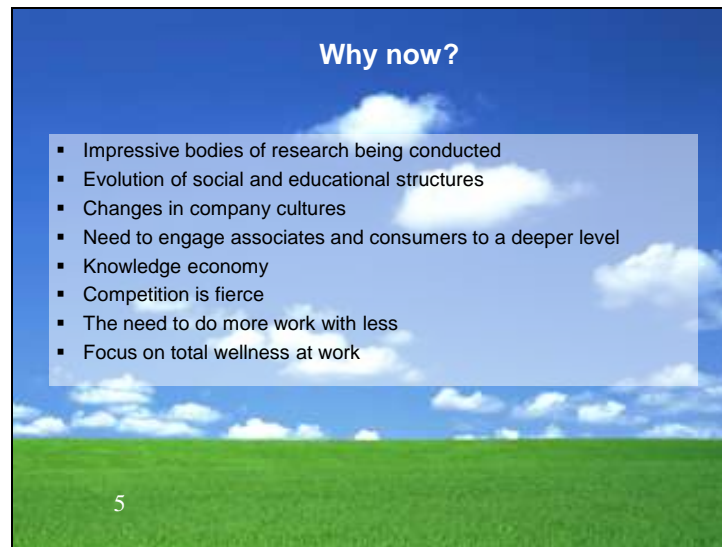 Why now?
▪ Impressive bodies of research being conducted
▪ Evolution of social and educational structures
▪ Changes in company cultures
▪ Need to engage associates and consumers to a deeper level
▪ Knowledge economy
▪ Competition is fierce
▪ The need to do more work with less
▪ Focus on total wellness at work
5